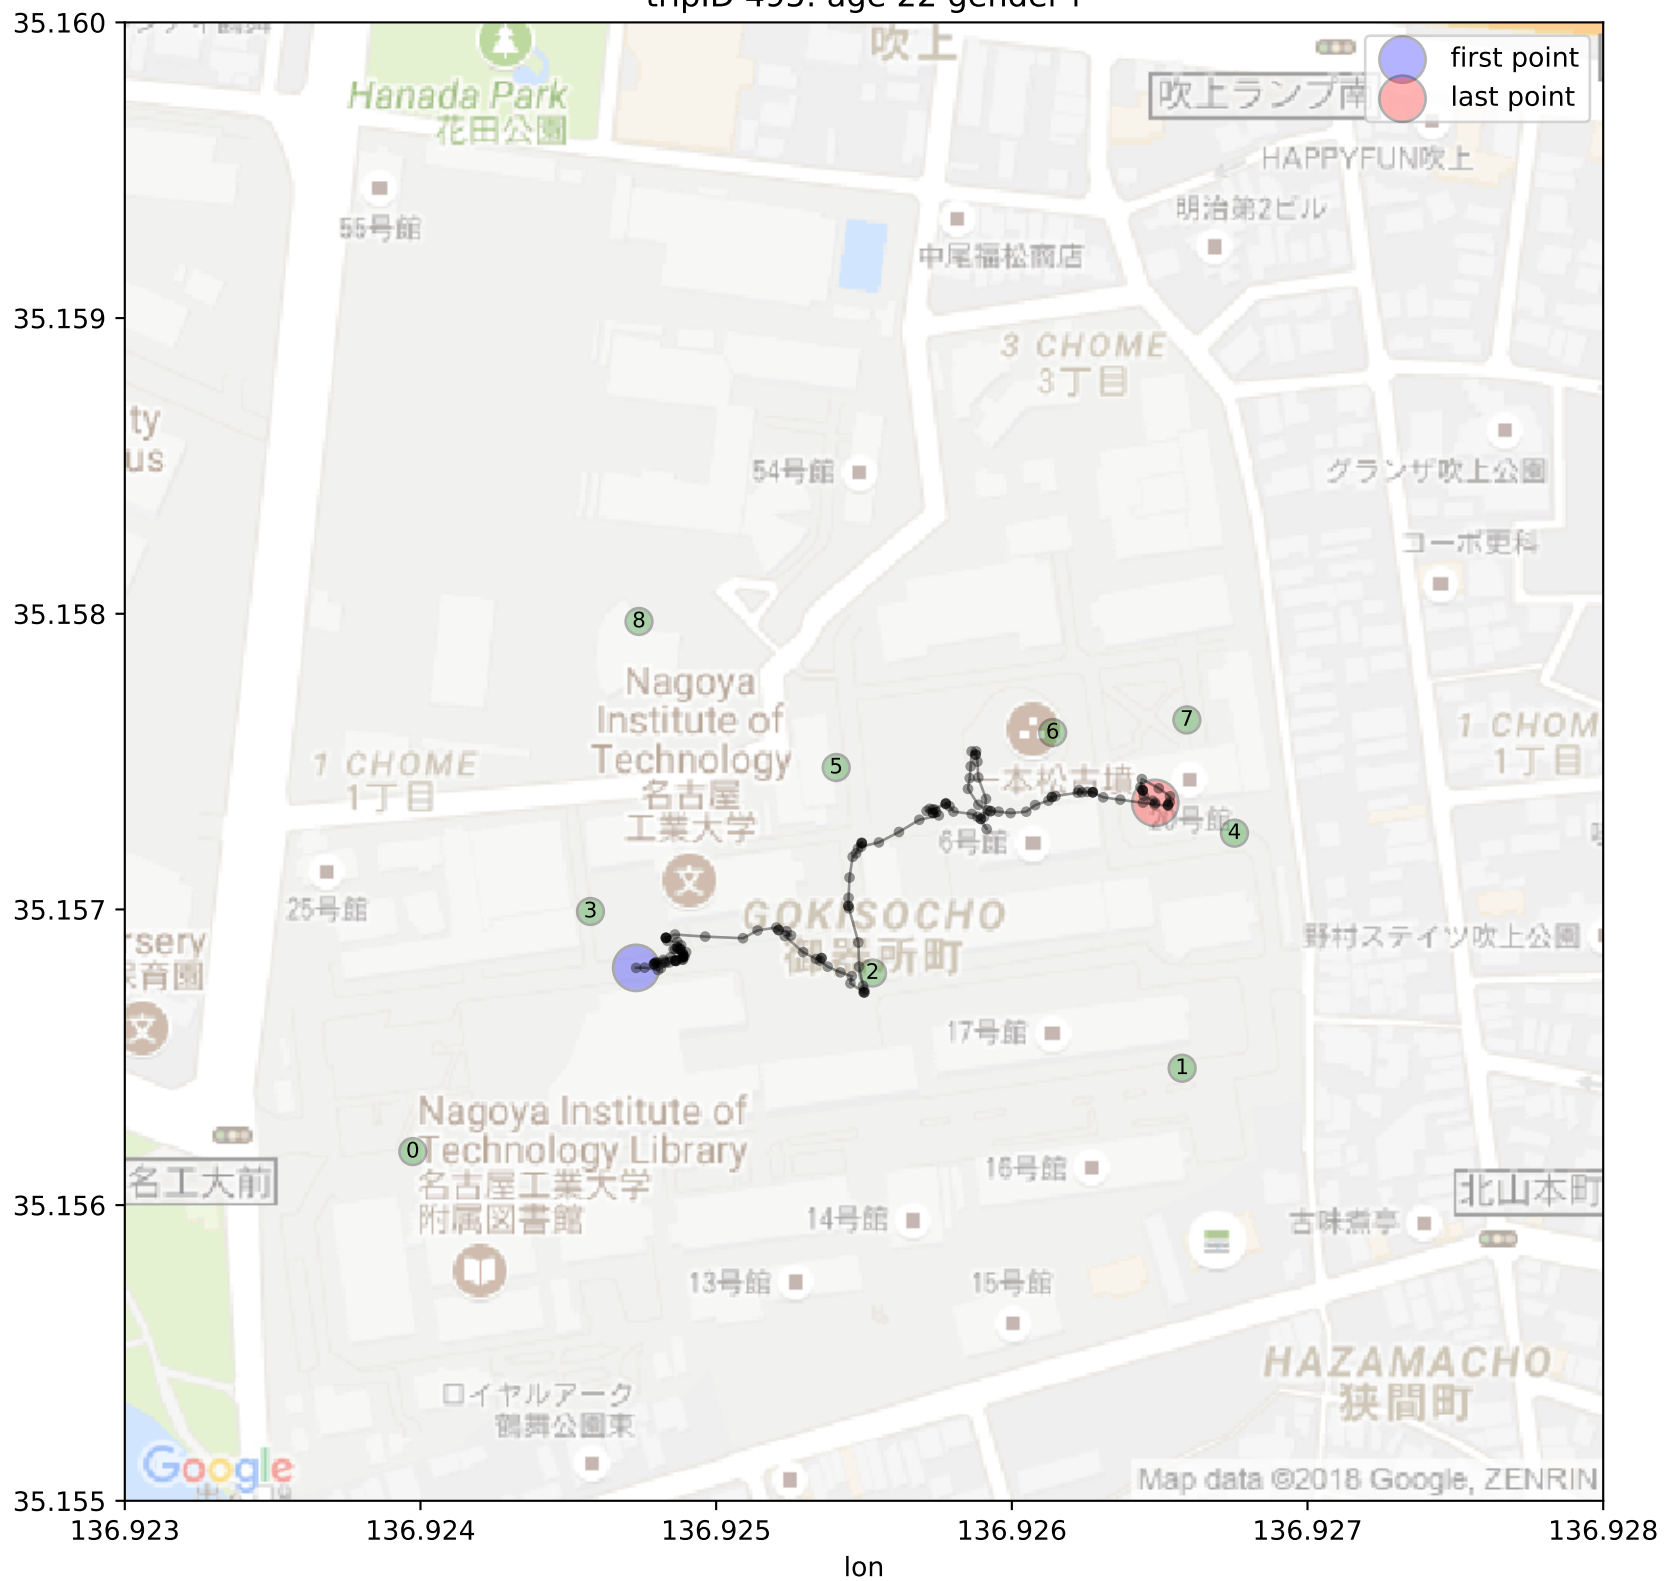 35.160
35.159
35.158
35.157
35.156
35.155
136.923
136.924
136.925
136.926
136.927
136.928
lon
first point
last point
吹上
吹上ランプ南
Hanada Park
花田公園
HAPPYFUN吹上
明治第2ビル
55号館
中尾福松商店
3 CHOME
3丁目
ty
us
54号館
グランザ吹上公園
コーポ更科
8
Nagoya
Institute of
Technology
名古屋
工業大学
7
6
5
4
1 CHOME
1丁目
1 CHOM
1丁目
一本松古墳
6号館
25号館
3
GOKISOCHO
御器所町
野村ステイツ吹上公園
rsery
育園
2
17号館
1
0
Nagoya Institute of
Technology Library
名古屋工業大学
附属図書館
名工大前
16号館
北山本町
14号館
古味煮亭
13号館
15号館
HAZAMACHO
狭間町
ロイヤルアーク
鶴舞公園東
Google
Map data ©2018 Google, ZENRIN